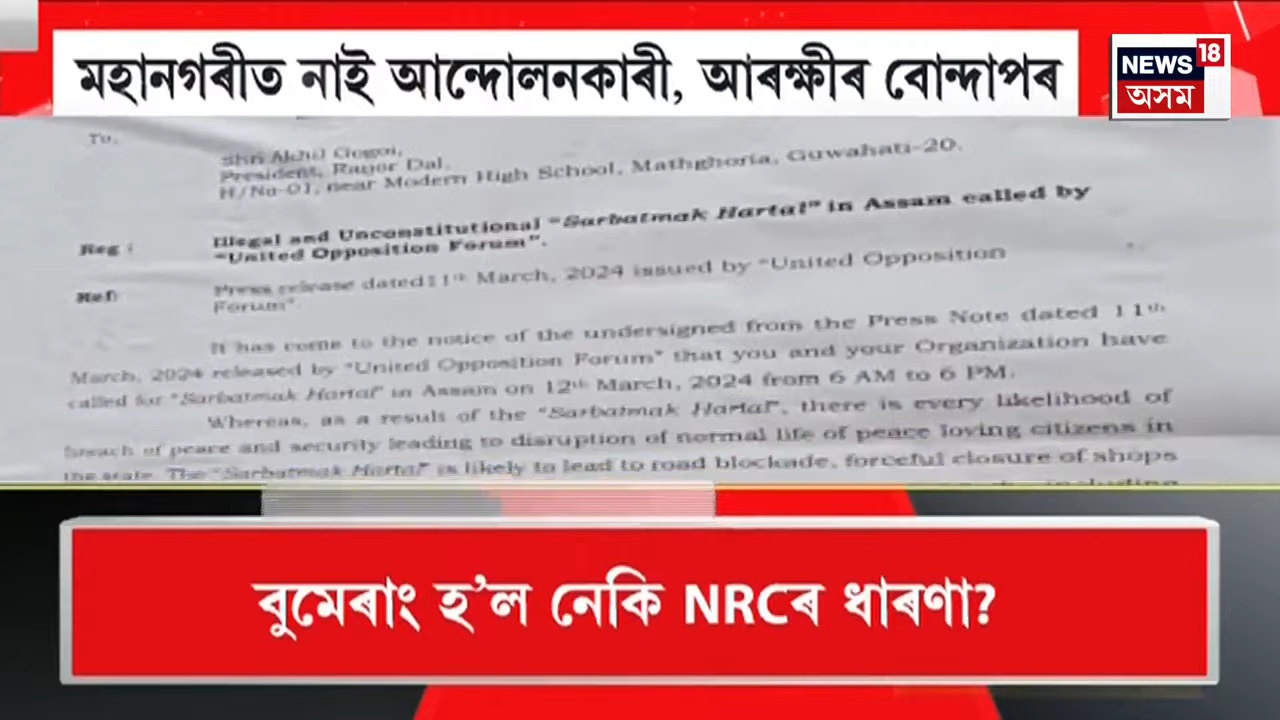 মহানগৰীত নাই আন্দোলনকাৰী, আৰক্ষীৰ বোন্দাপৰ
NEWS 18
অসম
To,
Shri Akhil Gogoi,
President, Raijor Dal,
H/No-01, near Modern High School, Mathghoria, Guwahati-20.
Reg : Illegal and Unconstitutional "Sarbatmak Hartal" in Assam called by
"United Opposition Forum".
Ref: Press release dated 11th March, 2024 issued by "United Opposition
Forum"
It has come to the notice of the undersigned from the Press Note dated 11th
March, 2024 released by "United Opposition Forum" that you and your Organization have
called for "Sarbatmak Hartal" in Assam on 12th March, 2024 from 6 AM to 6 PM.
Whereas, as a result of the "Sarbatmak Hartal", there is every likelihood of
breach of peace and security leading to disruption of normal life of peace loving citizens in
the state. The "Sarbatmak Hartal" is likely to lead to road blockade, forceful closure of shops
including
বুমেৰাং হ'ল নেকি NRCৰ ধাৰণা?